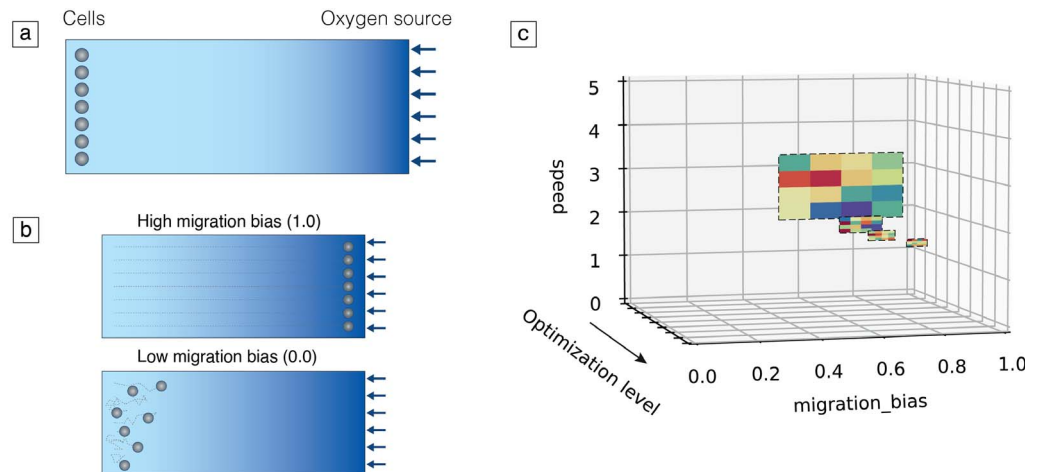 a
Cells
Oxygen source
b
High migration bias (1.0)
Low migration bias (0.0)
c
5
4
3
2
1
0
speed
Optimization level
0.0
0.2
0.4
0.6
0.8
1.0
migration_bias